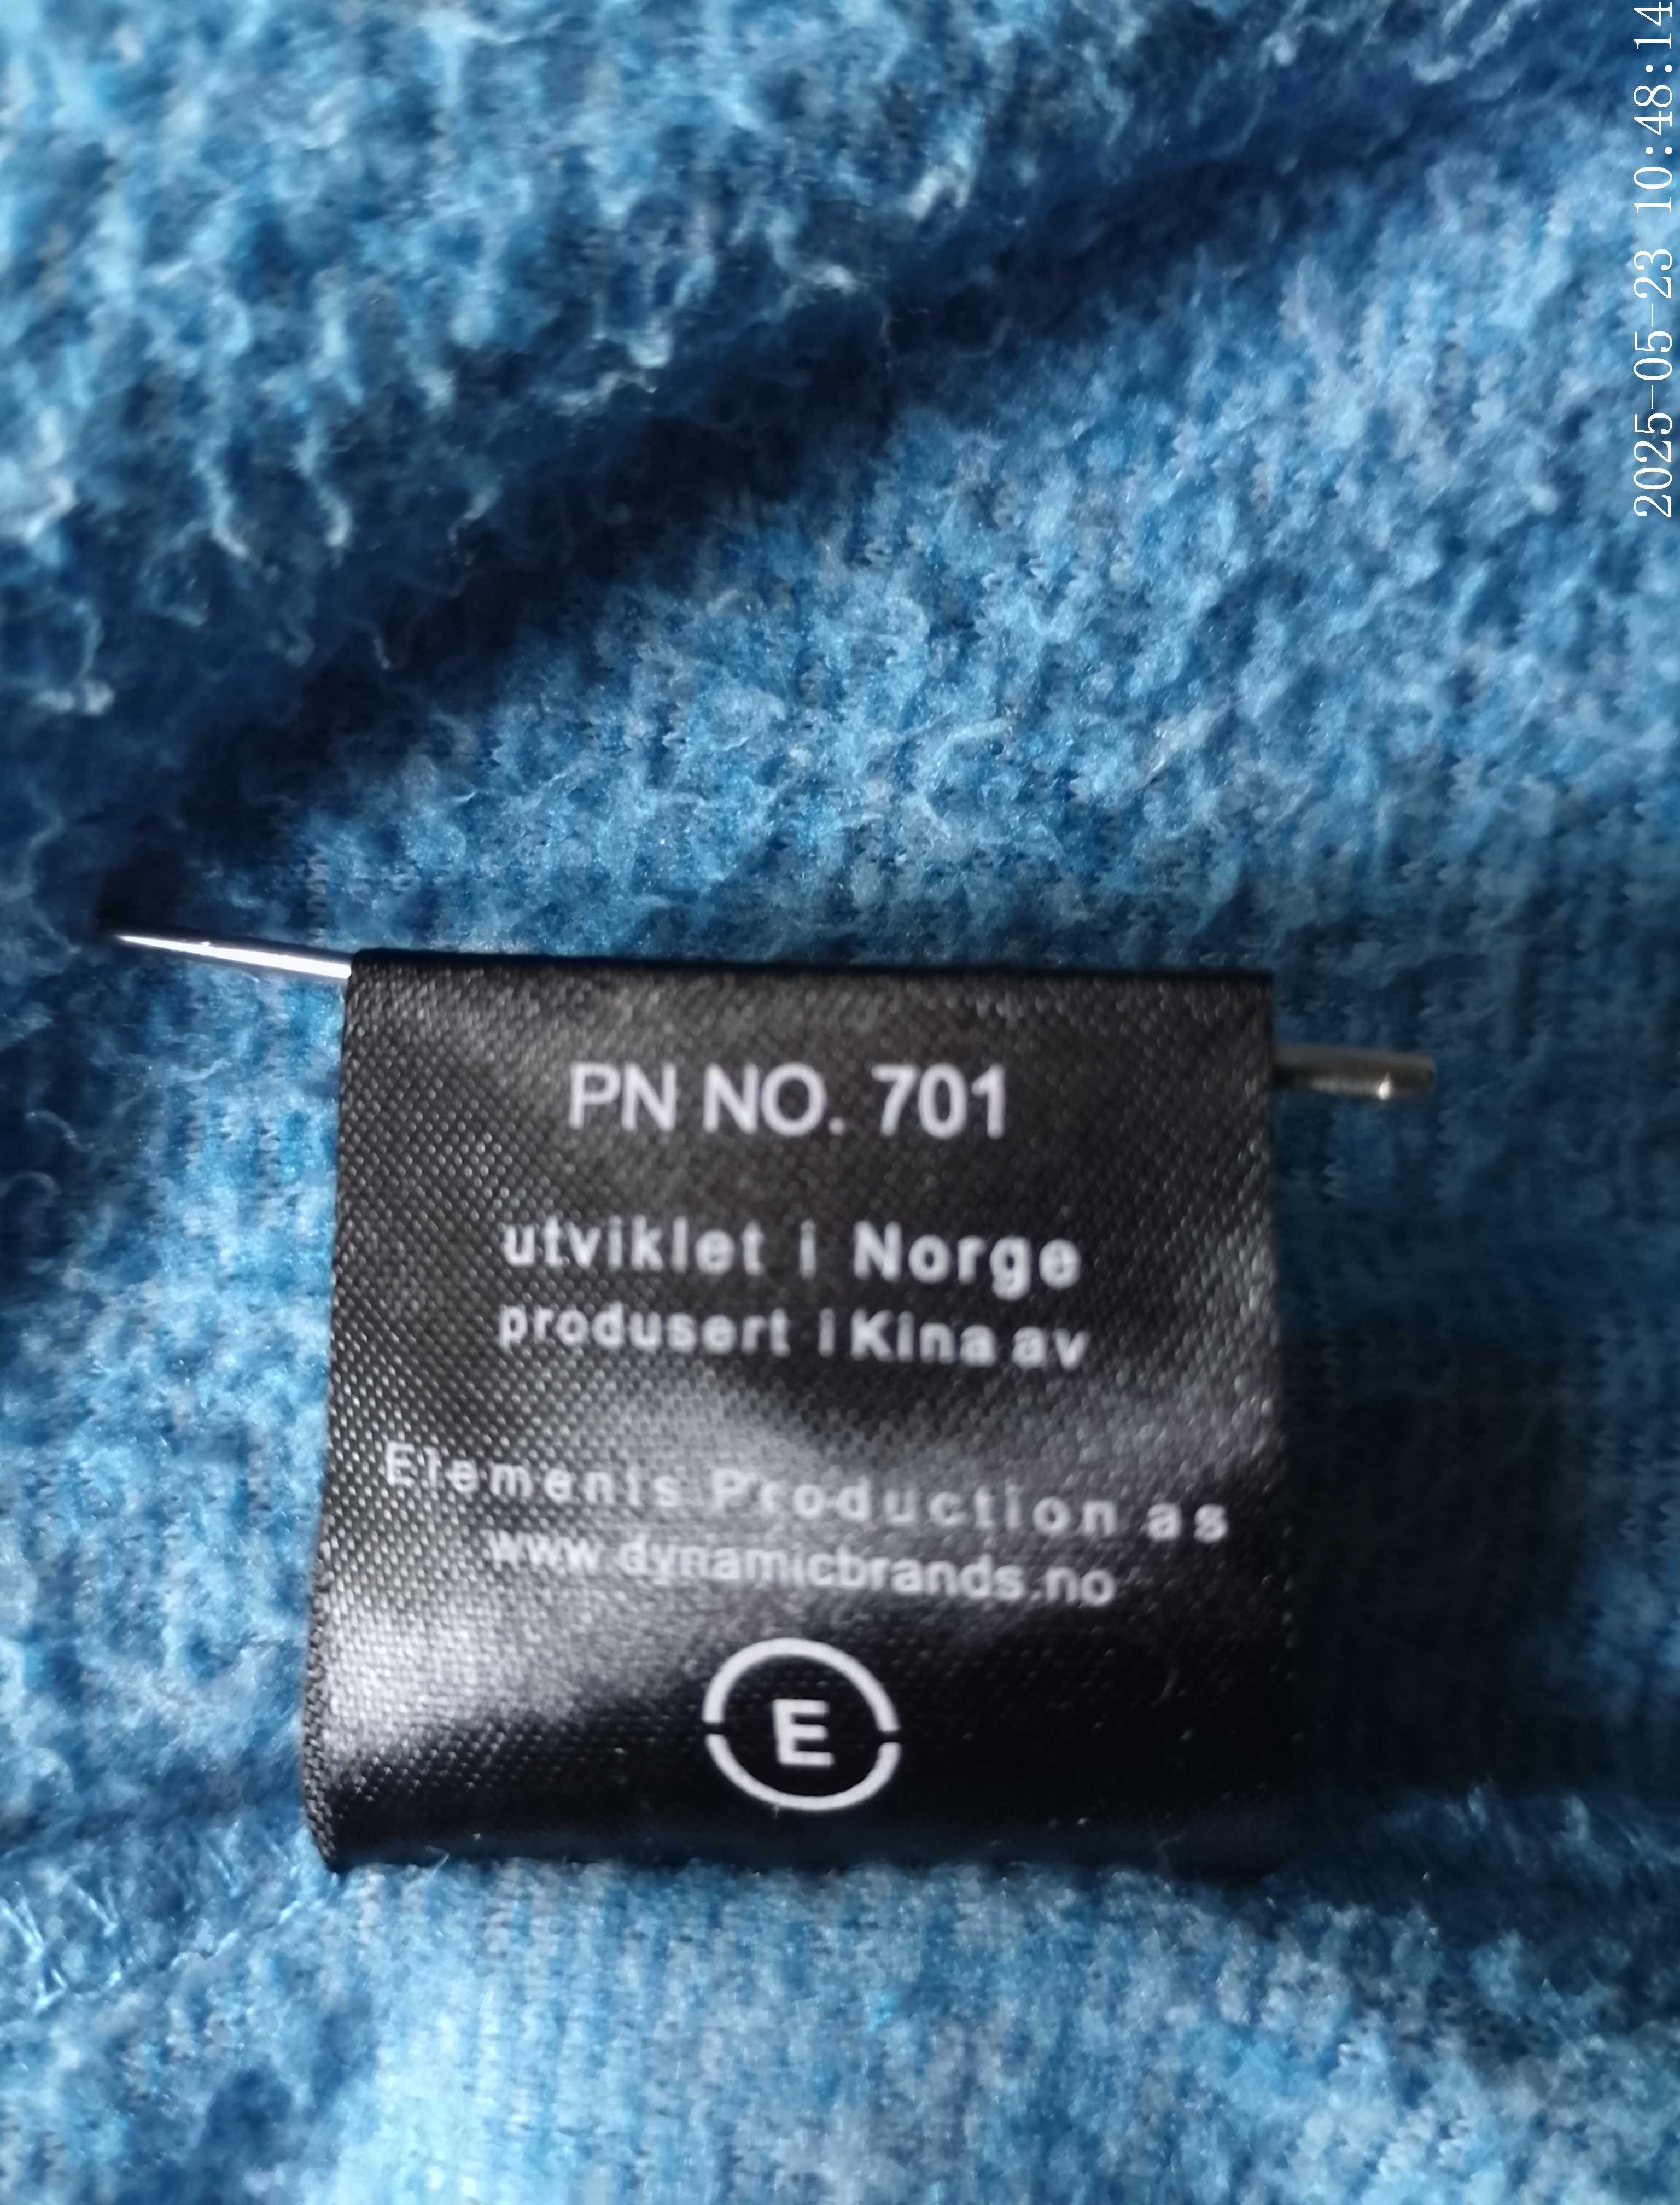 PN NO. 701
utviklet i Norge
produsert i Kina av
Elements Production as
www.dynamicbrands.no
E
2025-05-23 10:48:14